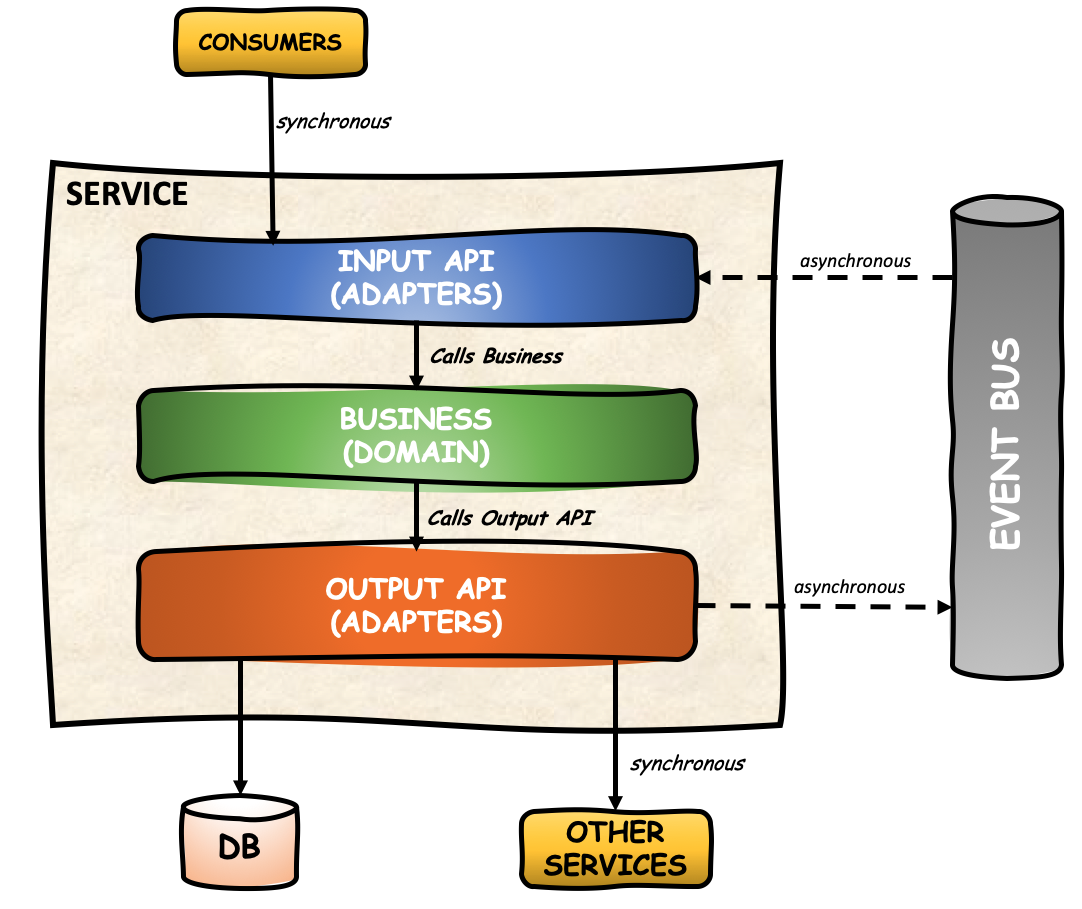 CONSUMERS
synchronous
SERVICE
INPUT API
(ADAPTERS)
asynchronous
Calls Business
BUSINESS
(DOMAIN)
EVENT BUS
Calls Output API
OUTPUT API
(ADAPTERS)
asynchronous
synchronous
DB
OTHER
SERVICES